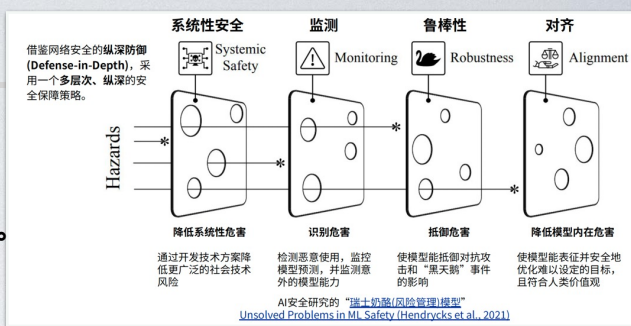 系统性安全
监测
鲁棒性
对齐
借鉴网络安全的纵深防御
(Defense-in-Depth)，采
用一个多层次、纵深的安
全保障策略。
Systemic
Safety
Monitoring
Robustness
Alignment
Hazards
降低系统性危害
识别危害
抵御危害
降低模型内在危害
通过开发技术方案降
低更广泛的社会技术
风险
检测恶意使用，监控
模型预测，并监测意
外的模型能力
使模型能抵御对抗攻
击和“黑天鹅”事件
的影响
使模型能表征并安全地
优化难以设定的目标，
且符合人类价值观
AI安全研究的“瑞士奶酪(风险管理)模型”
Unsolved Problems in ML Safety (Hendrycks et al., 2021)